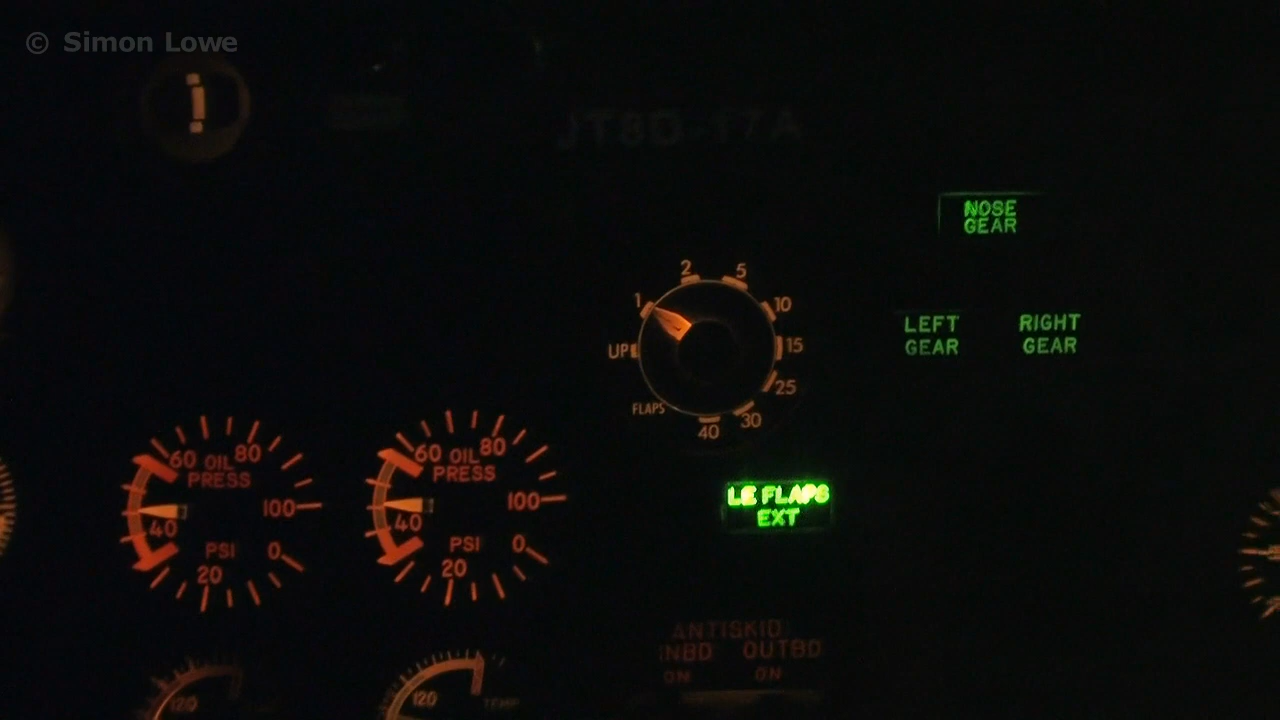 © Simon Lowe
JT8D-17A
NOSE
GEAR
2 5
1 10
LEFT
GEAR
RIGHT
GEAR
UP 15
25
FLAPS 30
40
60 80
OIL
PRESS
100
40
PSI 0
20
60 80
OIL
PRESS
100
40
PSI 0
20
LE FLAPS
EXT
ANTISKID
INBD OUTBD
ON ON
120
120
TEMP